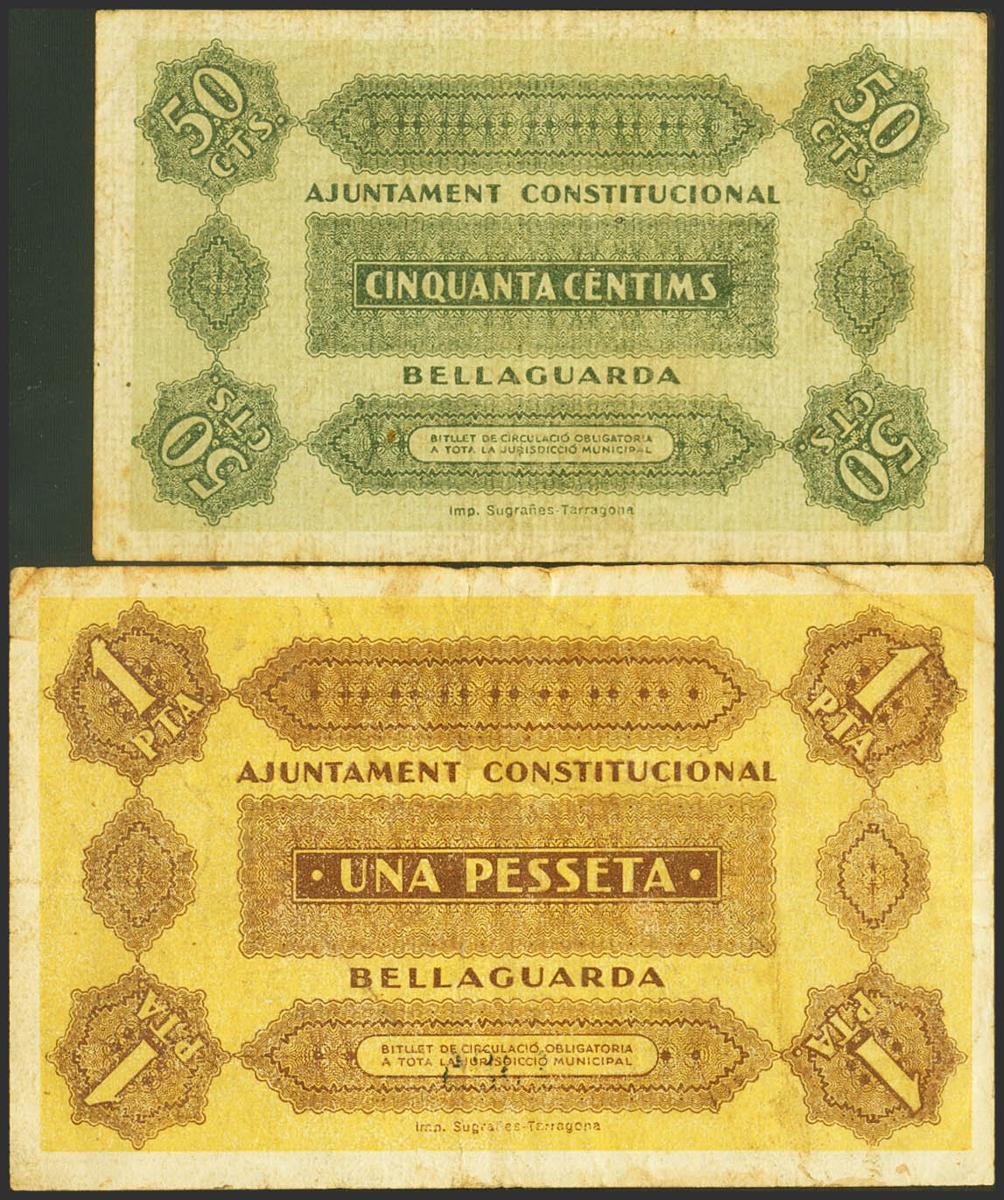 50 CTS.
50 CTS.
AJUNTAMENT CONSTITUCIONAL
CINQUANTA CÈNTIMS
BELLAGUARDA
50 CTS.
BITLLET DE CIRCULACIÓ OBLIGATORIA
A TOTA LA JURISDICCIÓ MUNICIPAL
50 CTS.
Imp. Sugrañes-Tarragona
1 PTA
1 PTA
AJUNTAMENT CONSTITUCIONAL
· UNA PESSETA ·
BELLAGUARDA
1 PTA
BITLLET DE CIRCULACIÓ OBLIGATORIA
A TOTA LA JURISDICCIÓ MUNICIPAL
1 PTA
Imp. Sugrañes-Tarragona